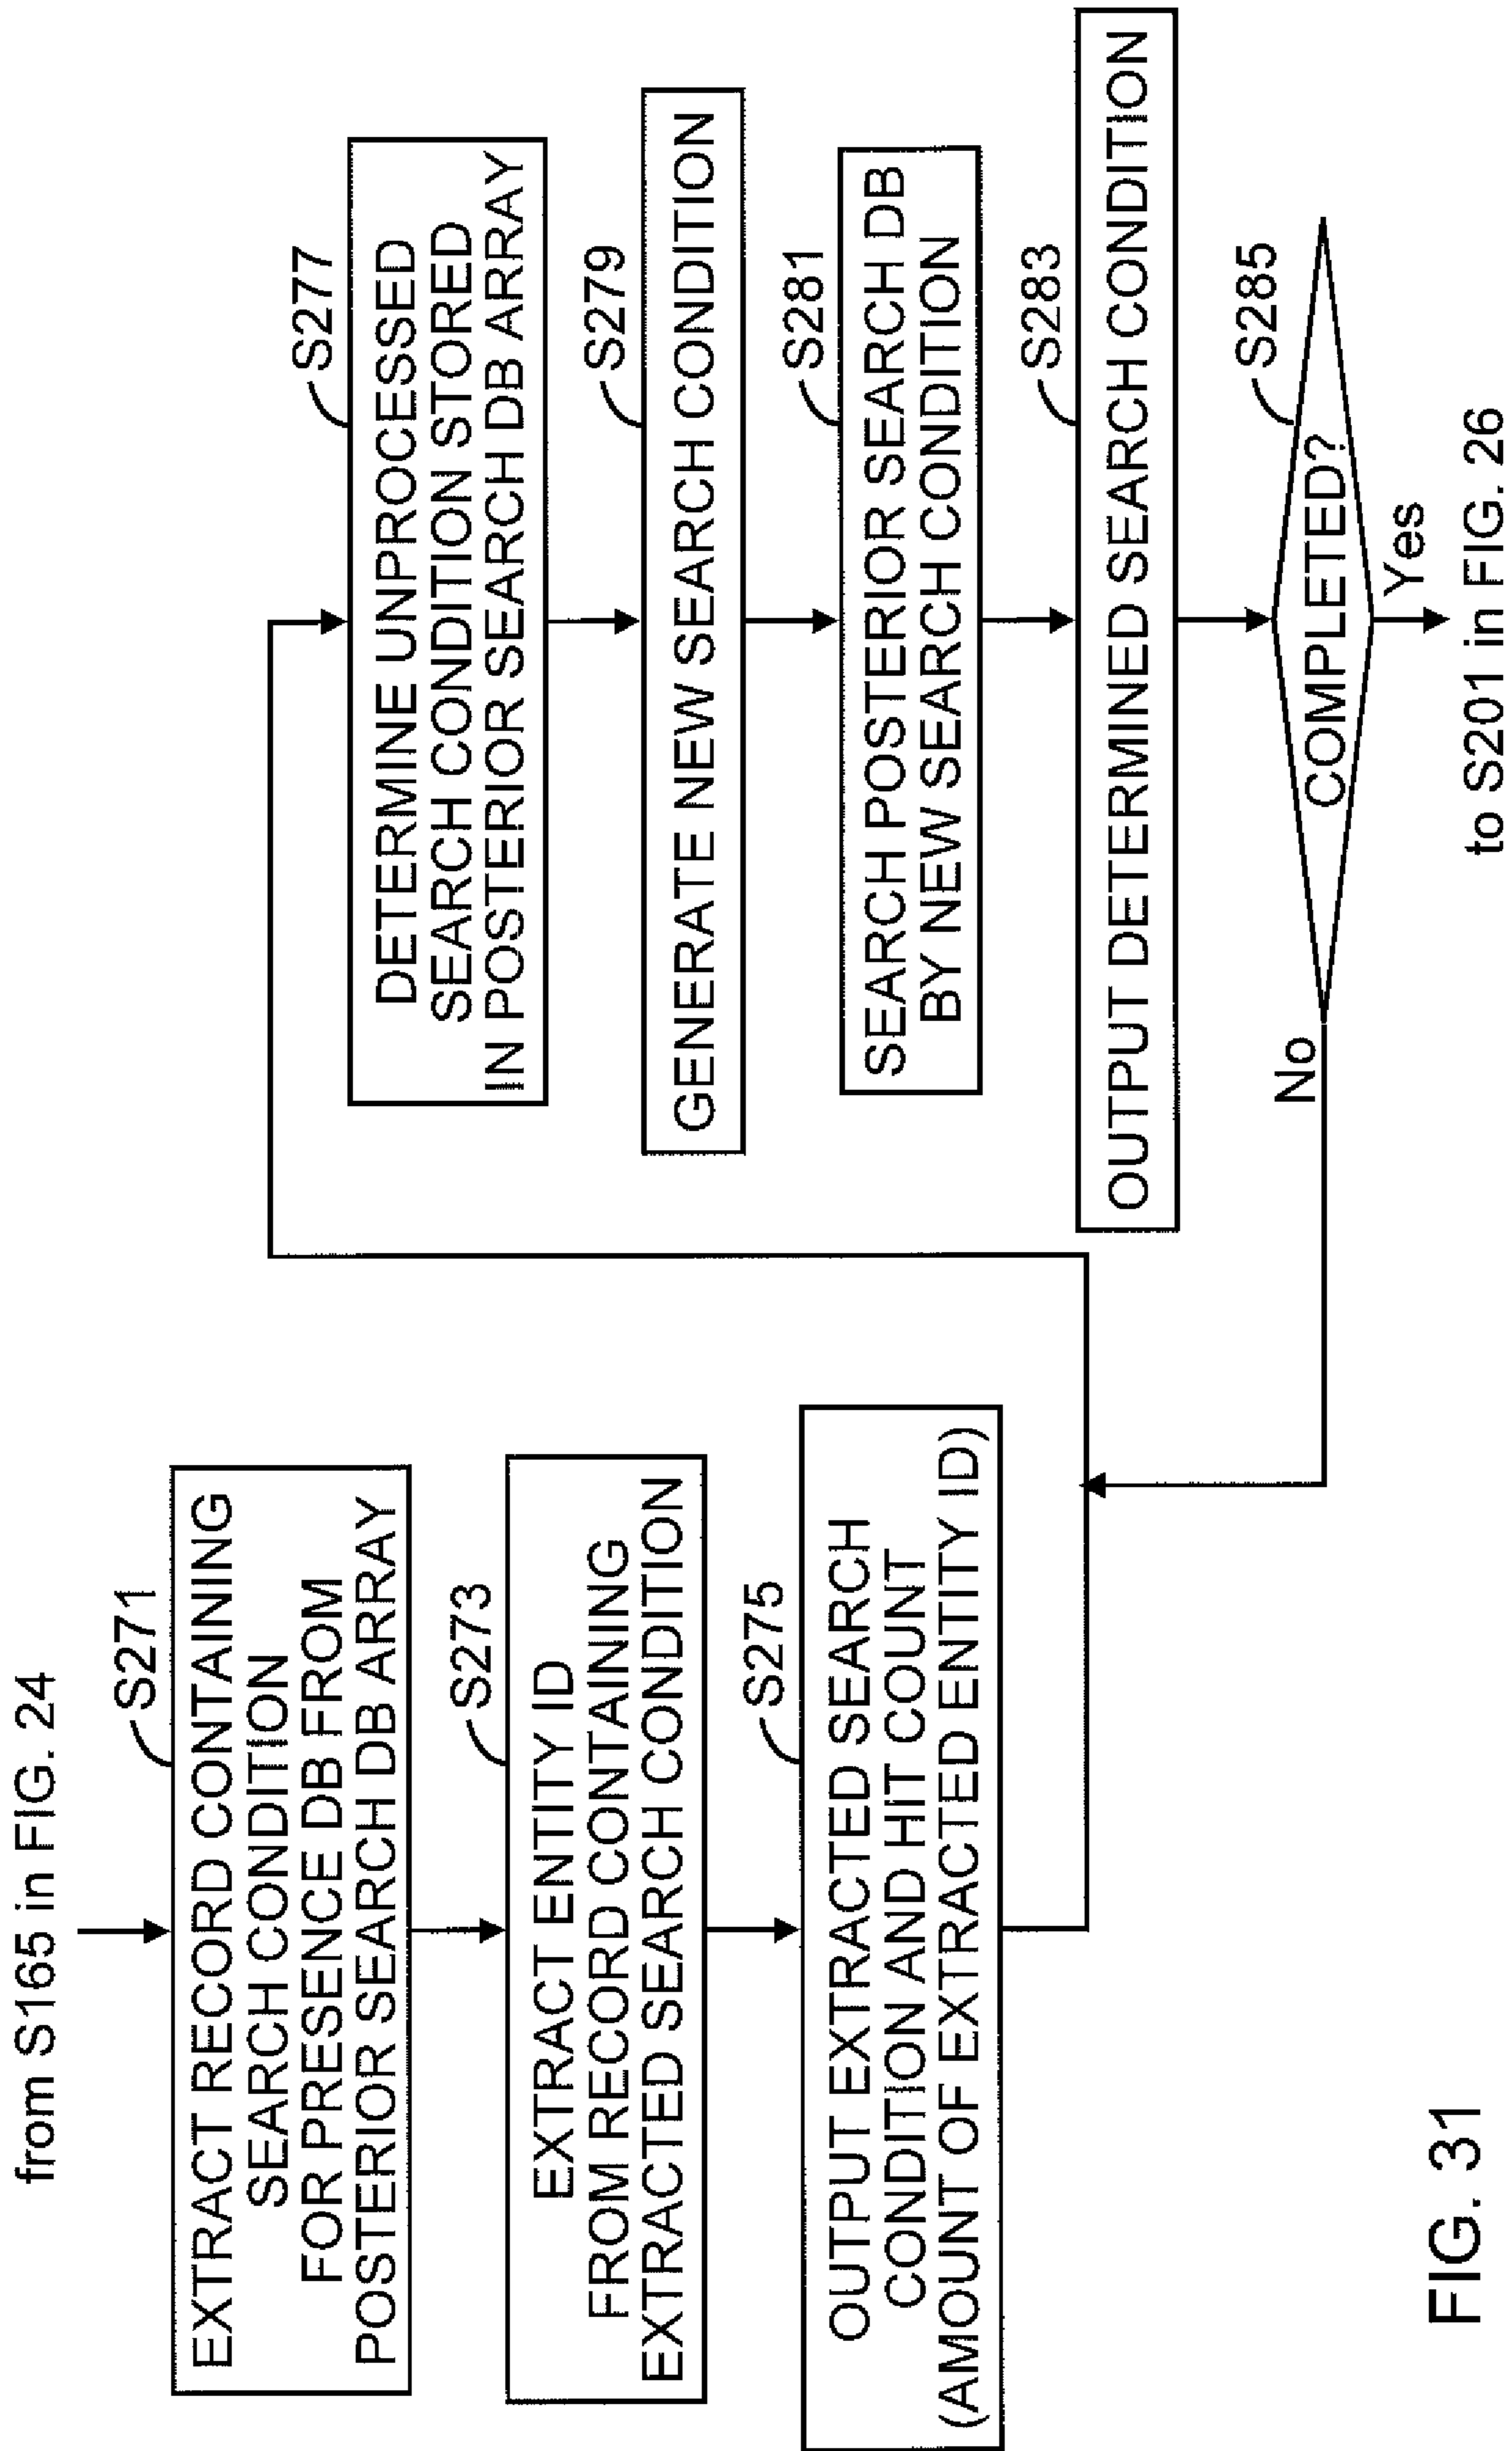 from S165 in FIG. 24
S271
EXTRACT RECORD CONTAINING
SEARCH CONDITION
FOR PRESENCE DB FROM
POSTERIOR SEARCH DB ARRAY
S273
EXTRACT ENTITY ID
FROM RECORD CONTAINING
EXTRACTED SEARCH CONDITION
S275
OUTPUT EXTRACTED SEARCH
CONDITION AND HIT COUNT
(AMOUNT OF EXTRACTED ENTITY ID)
S277
DETERMINE UNPROCESSED
SEARCH CONDITION STORED
IN POSTERIOR SEARCH DB ARRAY
S279
GENERATE NEW SEARCH CONDITION
S281
SEARCH POSTERIOR SEARCH DB
BY NEW SEARCH CONDITION
S283
OUTPUT DETERMINED SEARCH CONDITION
S285
COMPLETED?
No
Yes
to S201 in FIG. 26
FIG. 31